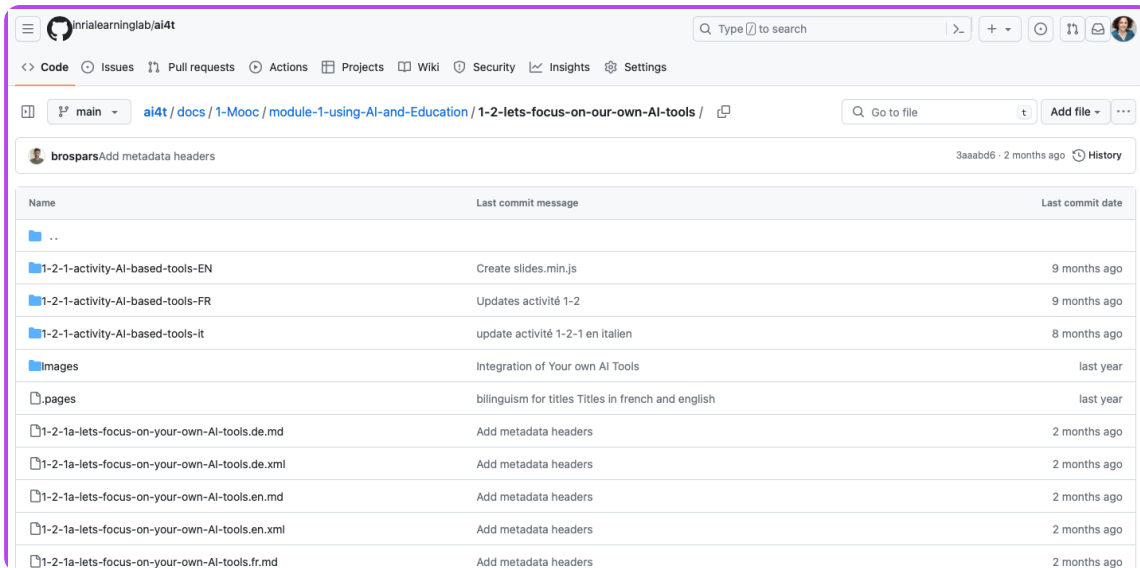 inrialearninglab/ai4t
Type / to search
Code Issues Pull requests Actions Projects Wiki Security Insights Settings
main ai4t / docs / 1-Mooc / module-1-using-AI-and-Education / 1-2-lets-focus-on-our-own-AI-tools / Go to file t Add file
brosparsAdd metadata headers 3aaabd6 · 2 months ago History
Name Last commit message Last commit date
..
1-2-1-activity-AI-based-tools-EN Create slides.min.js 9 months ago
1-2-1-activity-AI-based-tools-FR Updates activité 1-2 9 months ago
1-2-1-activity-AI-based-tools-it update activité 1-2-1 en italien 8 months ago
Images Integration of Your own AI Tools last year
.pages bilinguism for titles Titles in french and english last year
1-2-1a-lets-focus-on-your-own-AI-tools.de.md Add metadata headers 2 months ago
1-2-1a-lets-focus-on-your-own-AI-tools.de.xml Add metadata headers 2 months ago
1-2-1a-lets-focus-on-your-own-AI-tools.en.md Add metadata headers 2 months ago
1-2-1a-lets-focus-on-your-own-AI-tools.en.xml Add metadata headers 2 months ago
1-2-1a-lets-focus-on-your-own-AI-tools.fr.md Add metadata headers 2 months ago